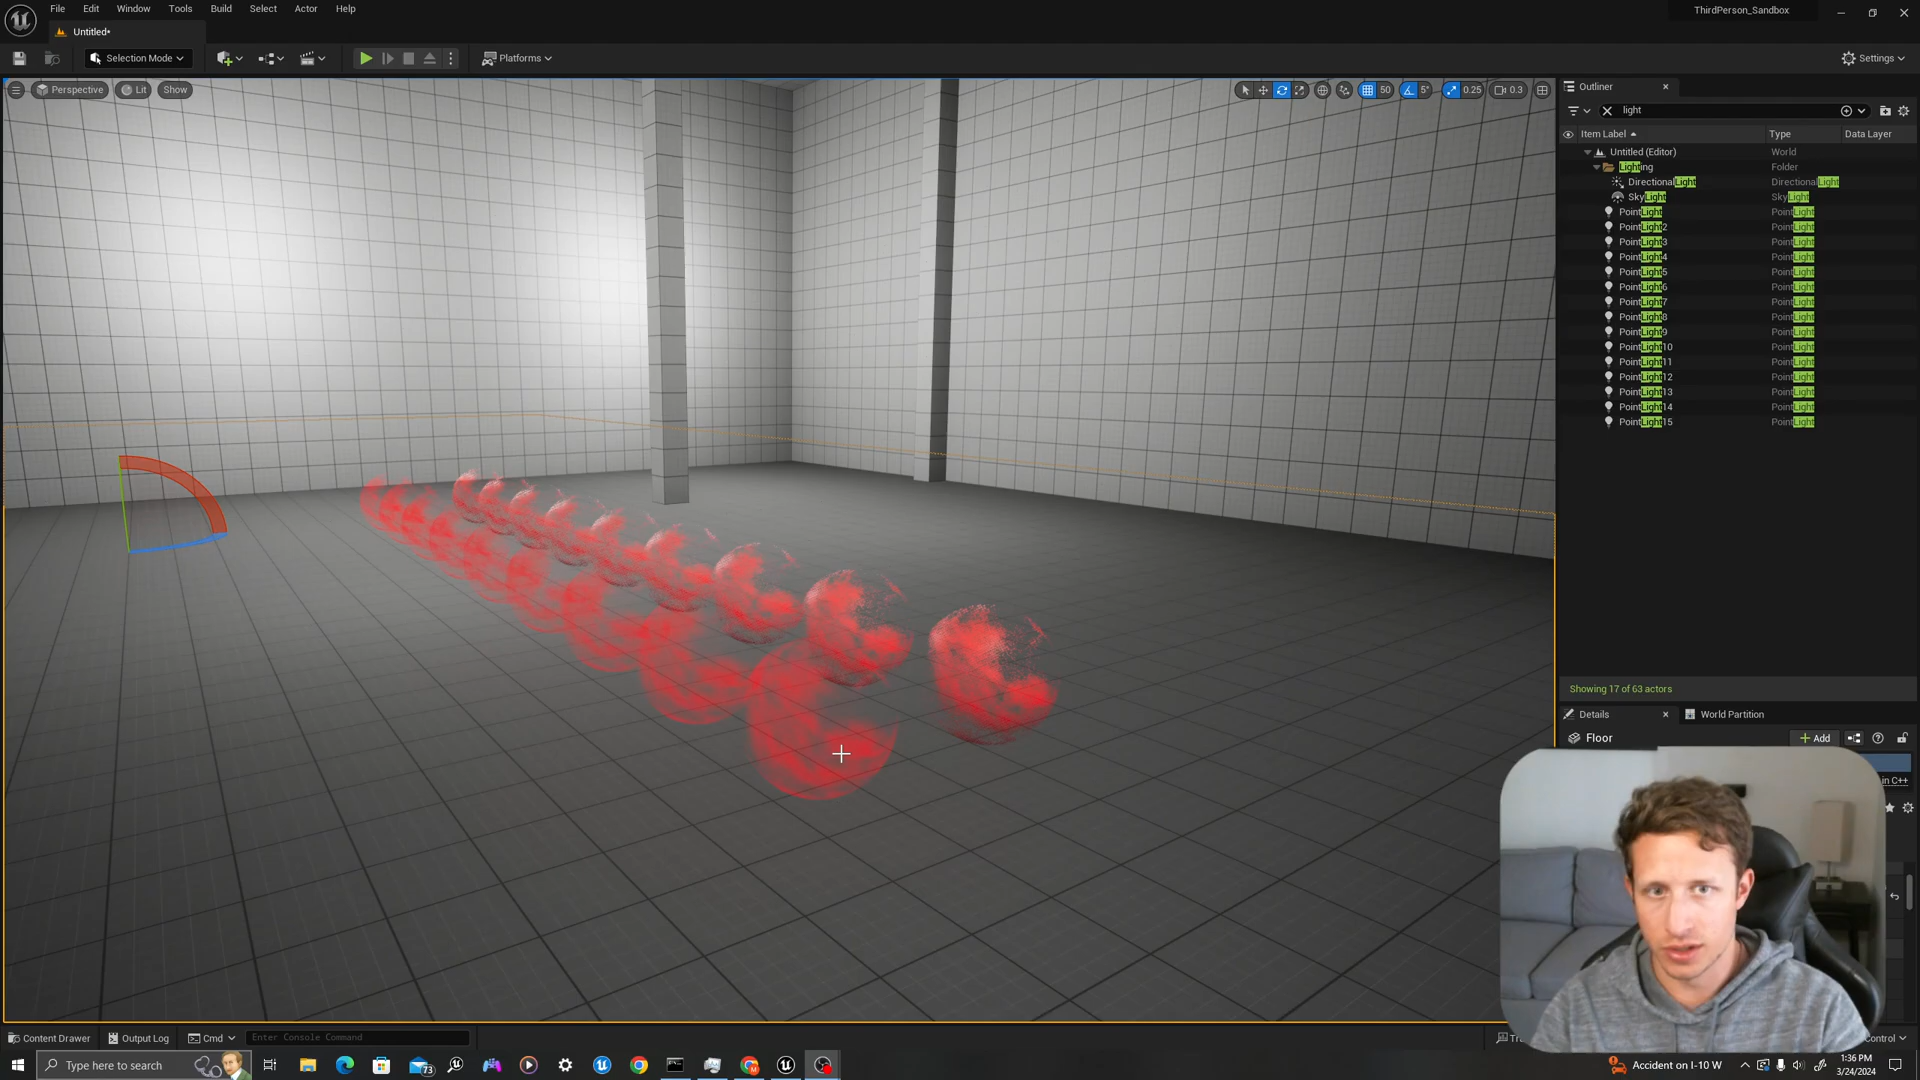 File Edit Window Tools Build Select Actor Help
ThirdPerson_Sandbox
Untitled*
Selection Mode
Platforms
Settings
Perspective Lit Show
50 5° 0.25 0.3
Outliner
light
Item Label Type Data Layer
Untitled (Editor) World
Lighting Folder
DirectionalLight DirectionalLight
SkyLight SkyLight
PointLight PointLight
PointLight2 PointLight
PointLight3 PointLight
PointLight4 PointLight
PointLight5 PointLight
PointLight6 PointLight
PointLight7 PointLight
PointLight8 PointLight
PointLight9 PointLight
PointLight10 PointLight
PointLight11 PointLight
PointLight12 PointLight
PointLight13 PointLight
PointLight14 PointLight
PointLight15 PointLight
Showing 17 of 63 actors
Details World Partition
Floor Add
in C++
Content Drawer Output Log Cmd Enter Console Command
Type here to search
73
Accident on I-10 W
1:36 PM
3/24/2024